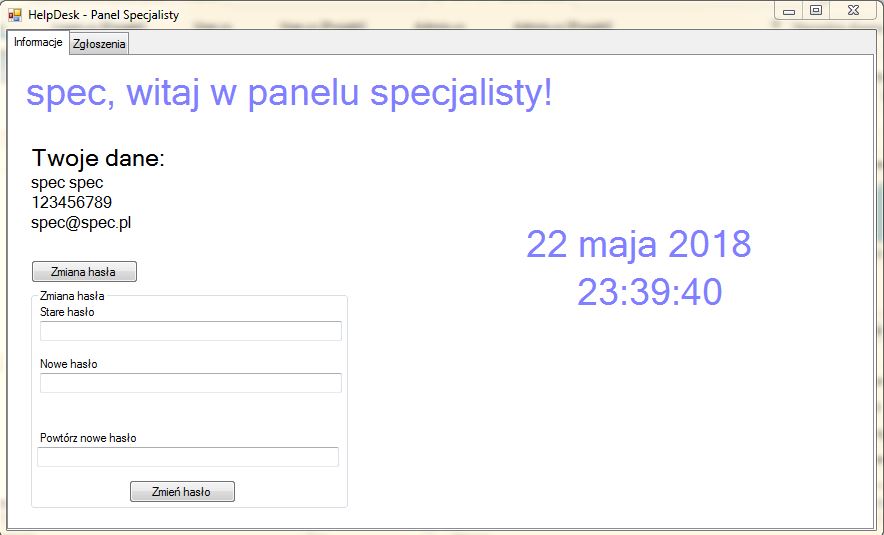 HelpDesk - Panel Specjalisty
Informacje Zgłoszenia
spec, witaj w panelu specjalisty!
Twoje dane:
spec spec
123456789
spec@spec.pl
22 maja 2018
23:39:40
Zmiana hasła
Zmiana hasła
Stare hasło
Nowe hasło
Powtórz nowe hasło
Zmień hasło